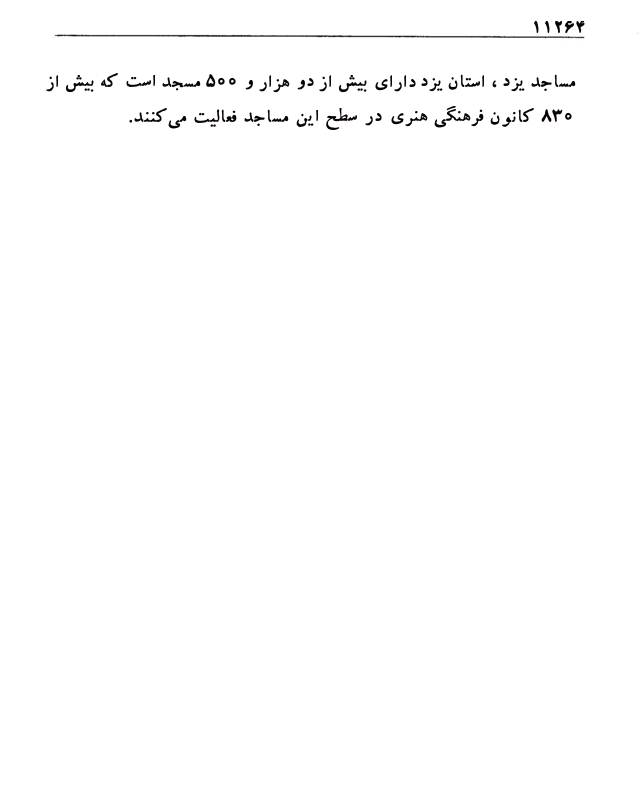 ۱۱۲۶۴
مساجد یزد ، استان یزد دارای بیش از دو هزار و ۵۰۰ مسجد است که بیش از
۸۳۰ کانون فرهنگی هنری در سطح این مساجد فعالیت می‌کنند.